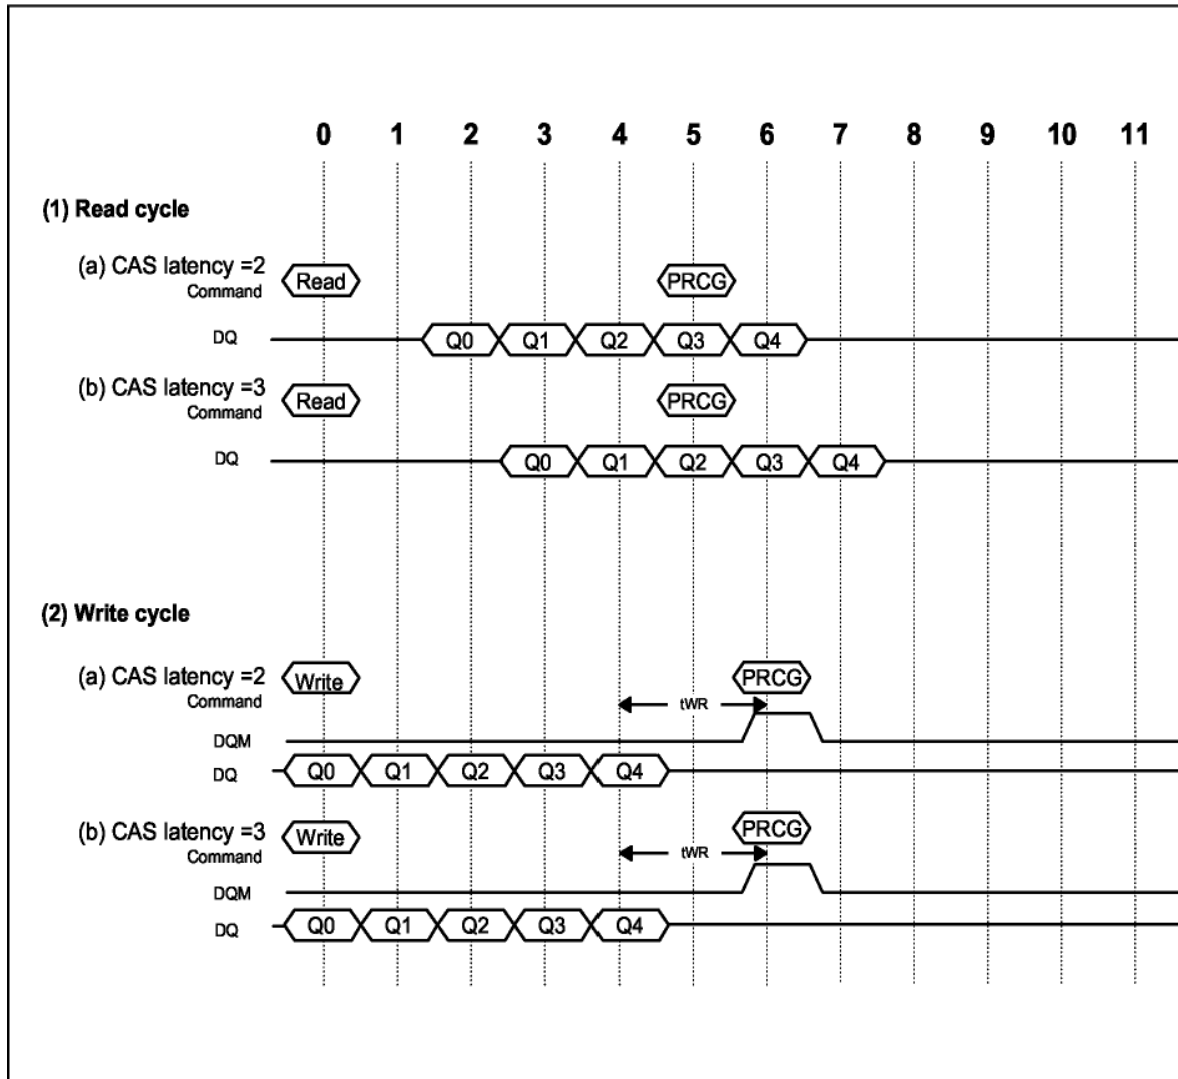 0 1 2 3 4 5 6 7 8 9 10 11
(1) Read cycle
(a) CAS latency =2
Command Read PRCG
DQ Q0 Q1 Q2 Q3 Q4
(b) CAS latency =3
Command Read PRCG
DQ Q0 Q1 Q2 Q3 Q4
(2) Write cycle
(a) CAS latency =2 Write PRCG
Command tWR
DQM
DQ Q0 Q1 Q2 Q3 Q4
(b) CAS latency =3 Write PRCG
Command tWR
DQM
DQ Q0 Q1 Q2 Q3 Q4